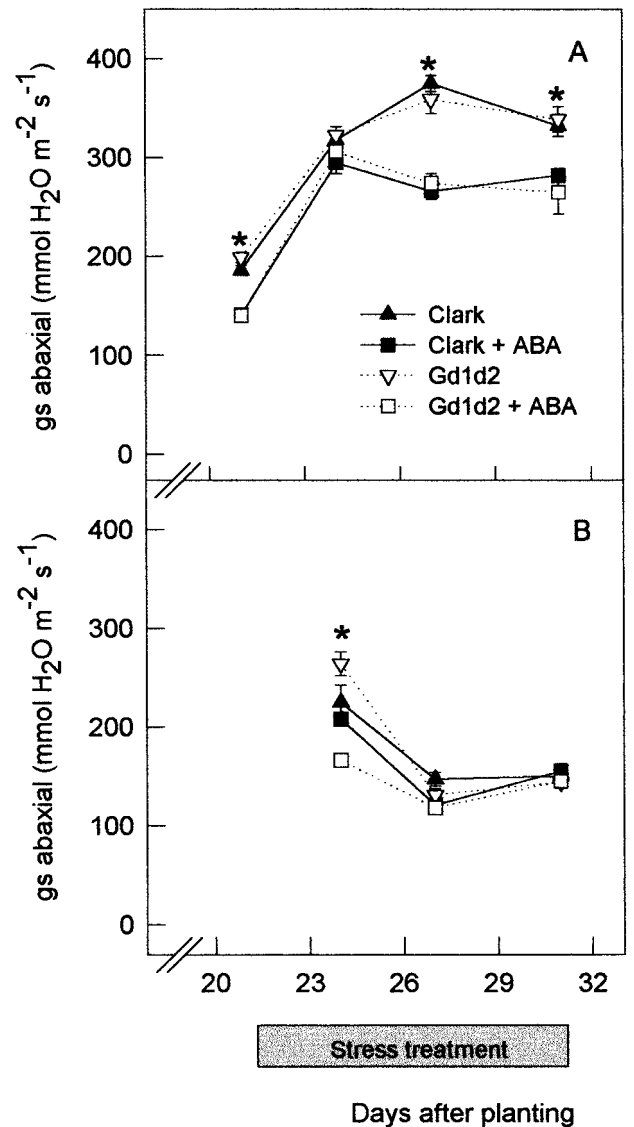 A
400
300
200
100
0
gs abaxial (mmol H2O m-2 s-1)
*
*
*
Clark
Clark + ABA
Gd1d2
Gd1d2 + ABA
B
400
300
200
100
0
gs abaxial (mmol H2O m-2 s-1)
*
20 23 26 29 32
Stress treatment
Days after planting